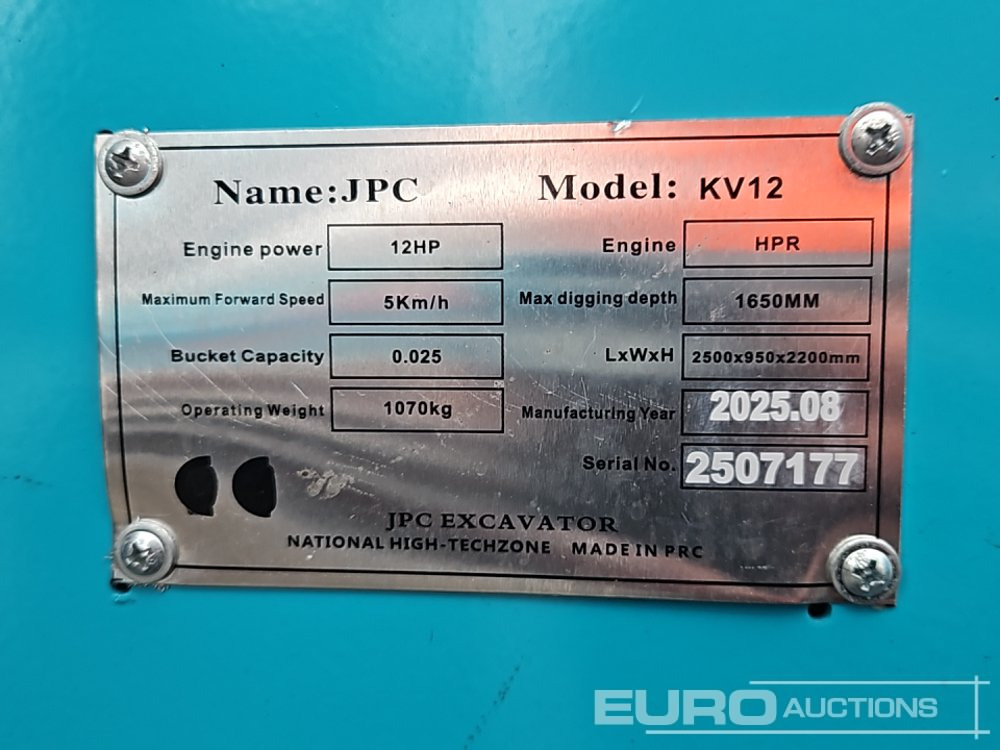 Name:JPC Model: KV12
Engine power 12HP Engine HPR
Maximum Forward Speed 5Km/h Max digging depth 1650MM
Bucket Capacity 0.025 LxWxH 2500x950x2200mm
Operating Weight 1070kg Manufacturing Year 2025.08
Serial No. 2507177
JPC EXCAVATOR
NATIONAL HIGH-TECHZONE MADE IN PRC
EURO AUCTIONS